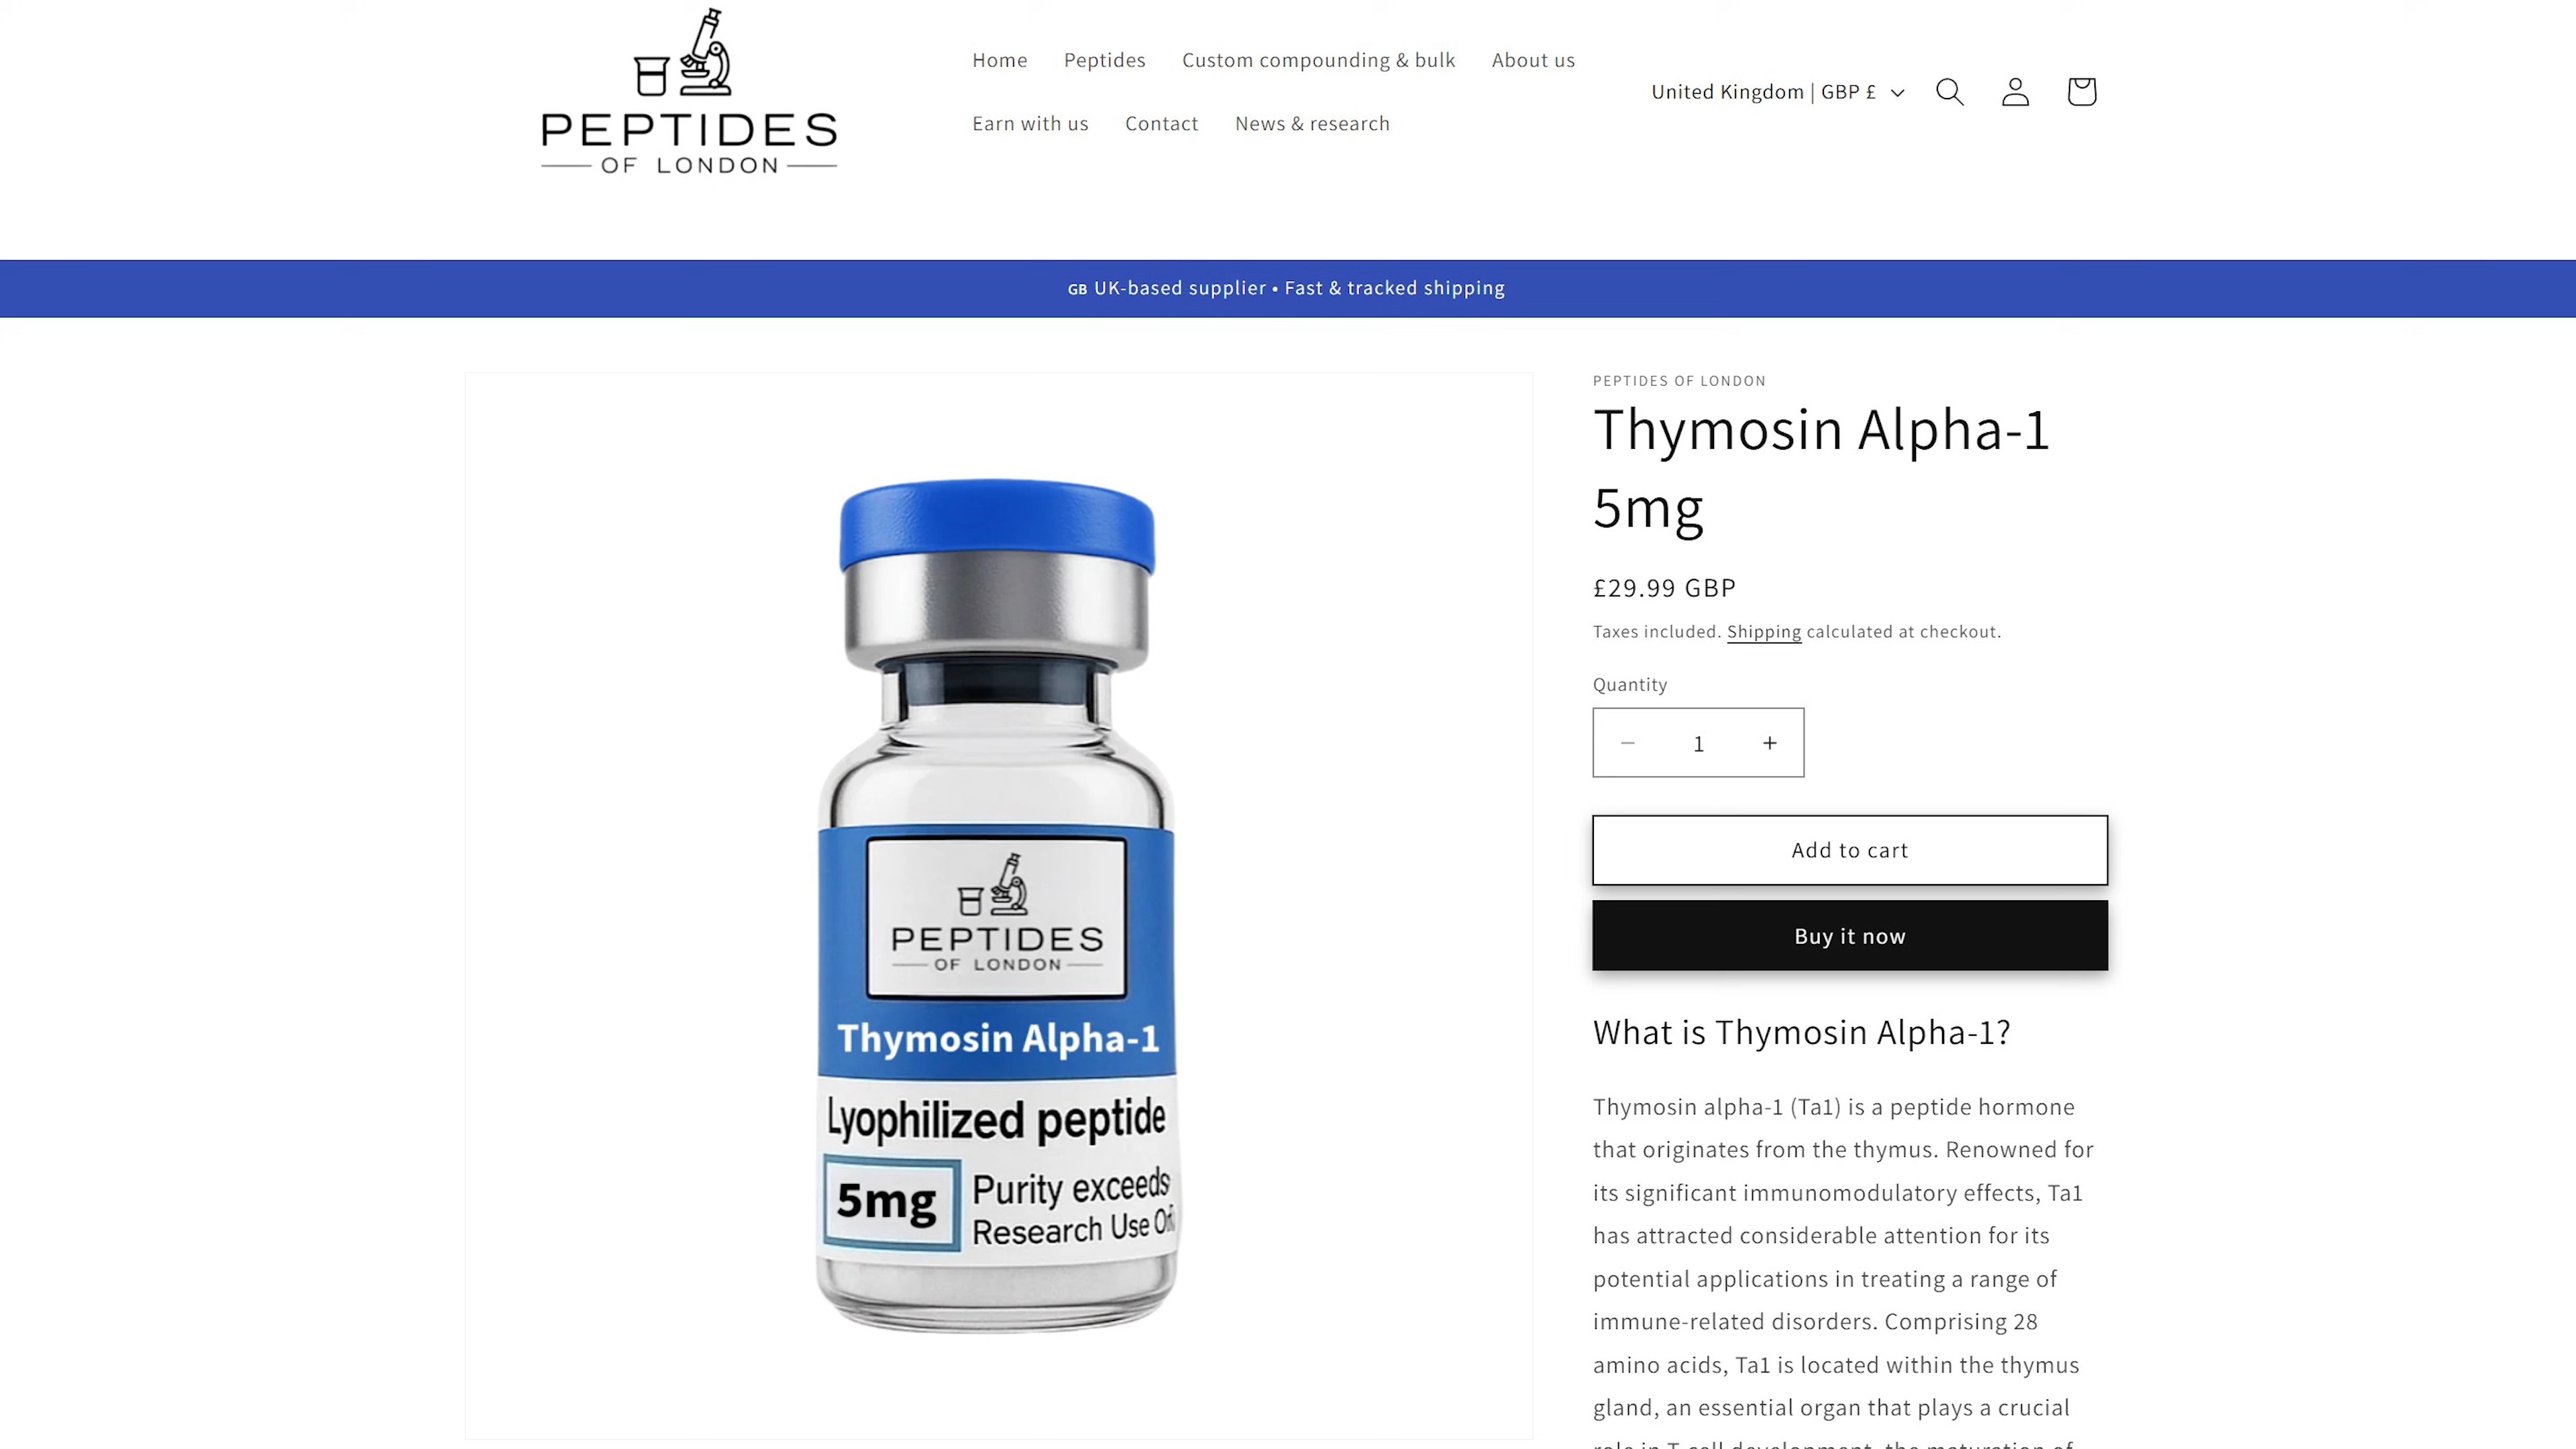 PEPTIDES
OF LONDON
Home Peptides Custom compounding & bulk About us
Earn with us Contact News & research
United Kingdom | GBP £
GB UK-based supplier • Fast & tracked shipping
PEPTIDES
OF LONDON
Thymosin Alpha-1
Lyophilized peptide
5mg
Purity exceeds
Research Use
PEPTIDES OF LONDON
Thymosin Alpha-1
5mg
£29.99 GBP
Taxes included. Shipping calculated at checkout.
Quantity
− 1 +
Add to cart
Buy it now
What is Thymosin Alpha-1?
Thymosin alpha-1 (Ta1) is a peptide hormone
that originates from the thymus. Renowned for
its significant immunomodulatory effects, Ta1
has attracted considerable attention for its
potential applications in treating a range of
immune-related disorders. Comprising 28
amino acids, Ta1 is located within the thymus
gland, an essential organ that plays a crucial